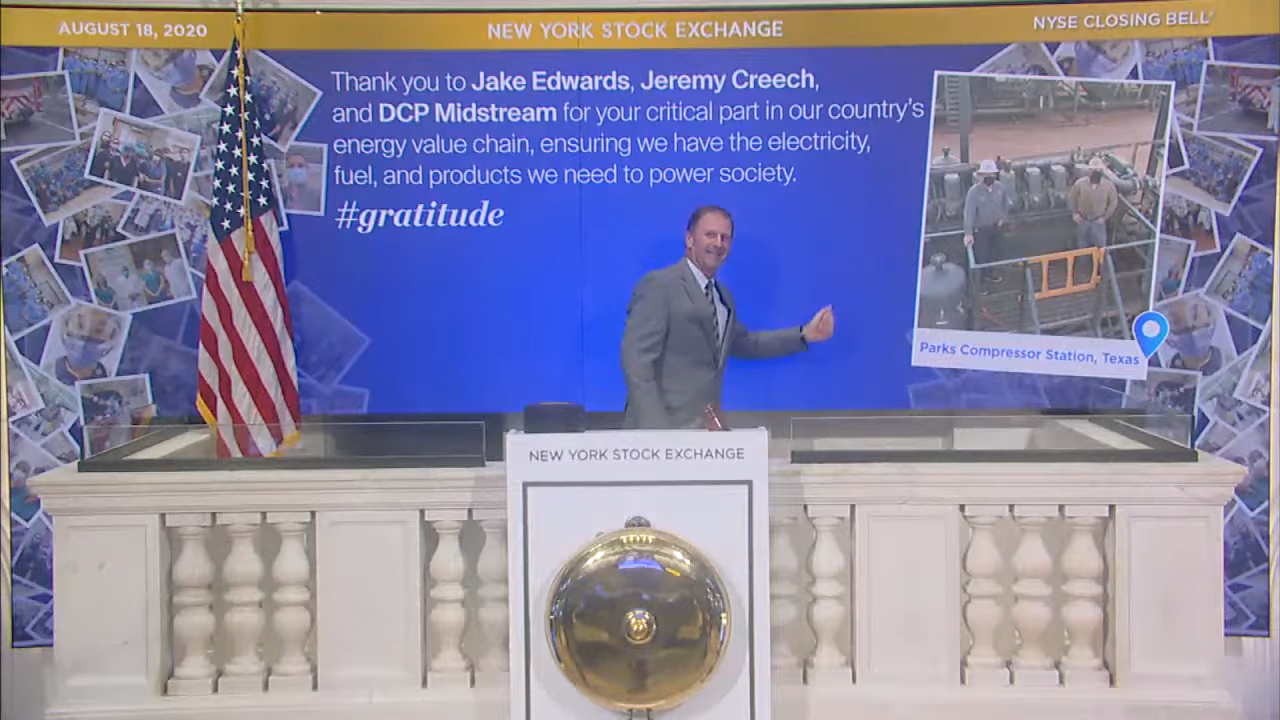 AUGUST 18, 2020
NEW YORK STOCK EXCHANGE
NYSE CLOSING BELL
Thank you to Jake Edwards, Jeremy Creech,
and DCP Midstream for your critical part in our country's
energy value chain, ensuring we have the electricity,
fuel, and products we need to power society.
#gratitude
Parks Compressor Station, Texas
NEW YORK STOCK EXCHANGE